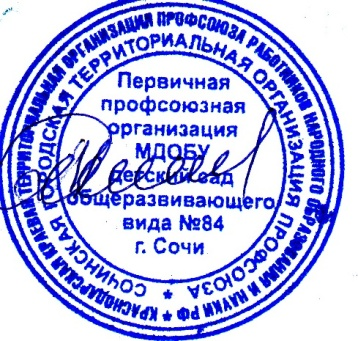 КРАСНОДАРСКАЯ КРАЕВАЯ ТЕРРИТОРИАЛЬНАЯ ОРГАНИЗАЦИЯ ПРОФСОЮЗА РАБОТНИКОВ НАРОДНОГО ОБРАЗОВАНИЯ И НАУКИ РФ *
СОЧИНСКАЯ ГОРОДСКАЯ ТЕРРИТОРИАЛЬНАЯ ОРГАНИЗАЦИЯ ПРОФСОЮЗА *
Первичная
профсоюзная
организация
МДОБУ
детский сад
общеразвивающего
вида №84
г. Сочи